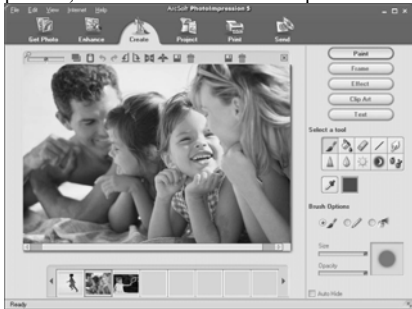 ArcSoft PhotoImpression 5
File Edit View Internet Help
Get Photo Enhance Create Project Print Send
Paint
Frame
Effect
Clip Art
Text
Select a tool
Brush Options
Size
Opacity
Auto Hide
Ready